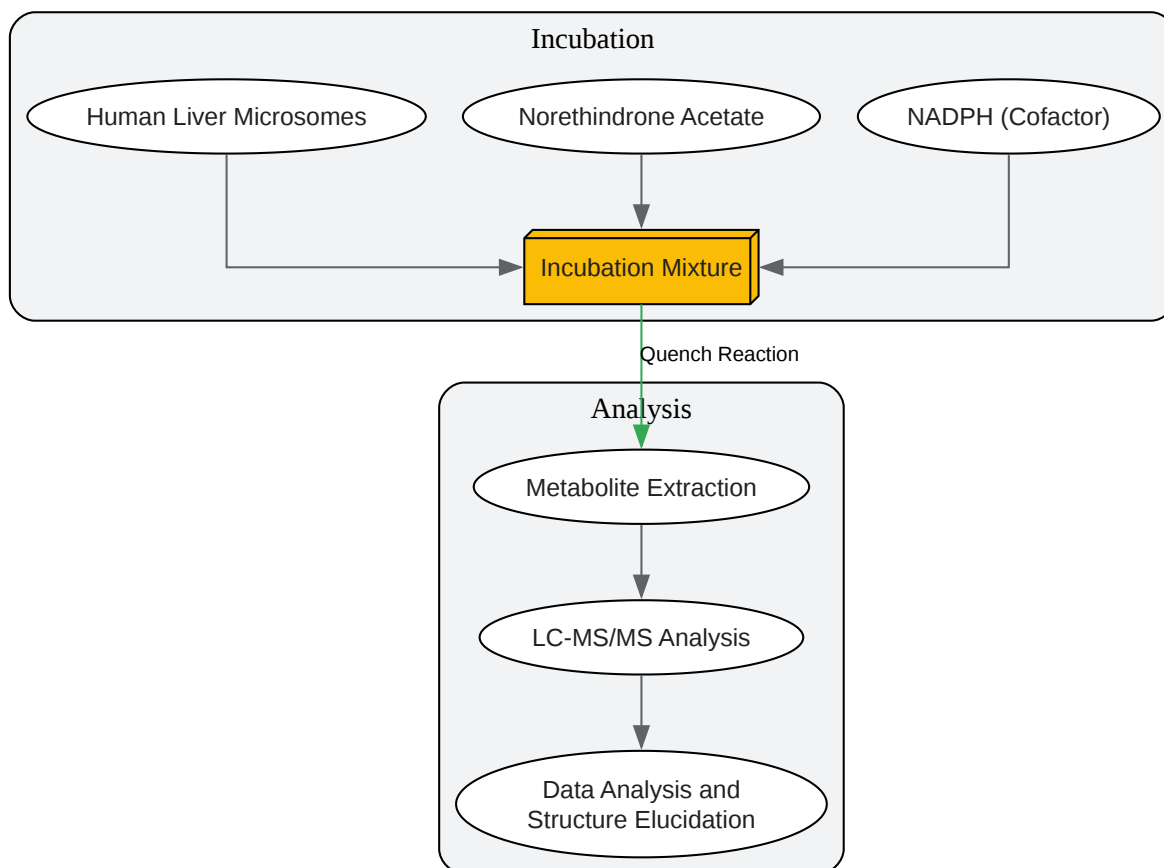 Incubation
Human Liver Microsomes
Norethindrone Acetate
NADPH (Cofactor)
Incubation Mixture
Quench Reaction
Analysis
Metabolite Extraction
LC-MS/MS Analysis
Data Analysis and
Structure Elucidation